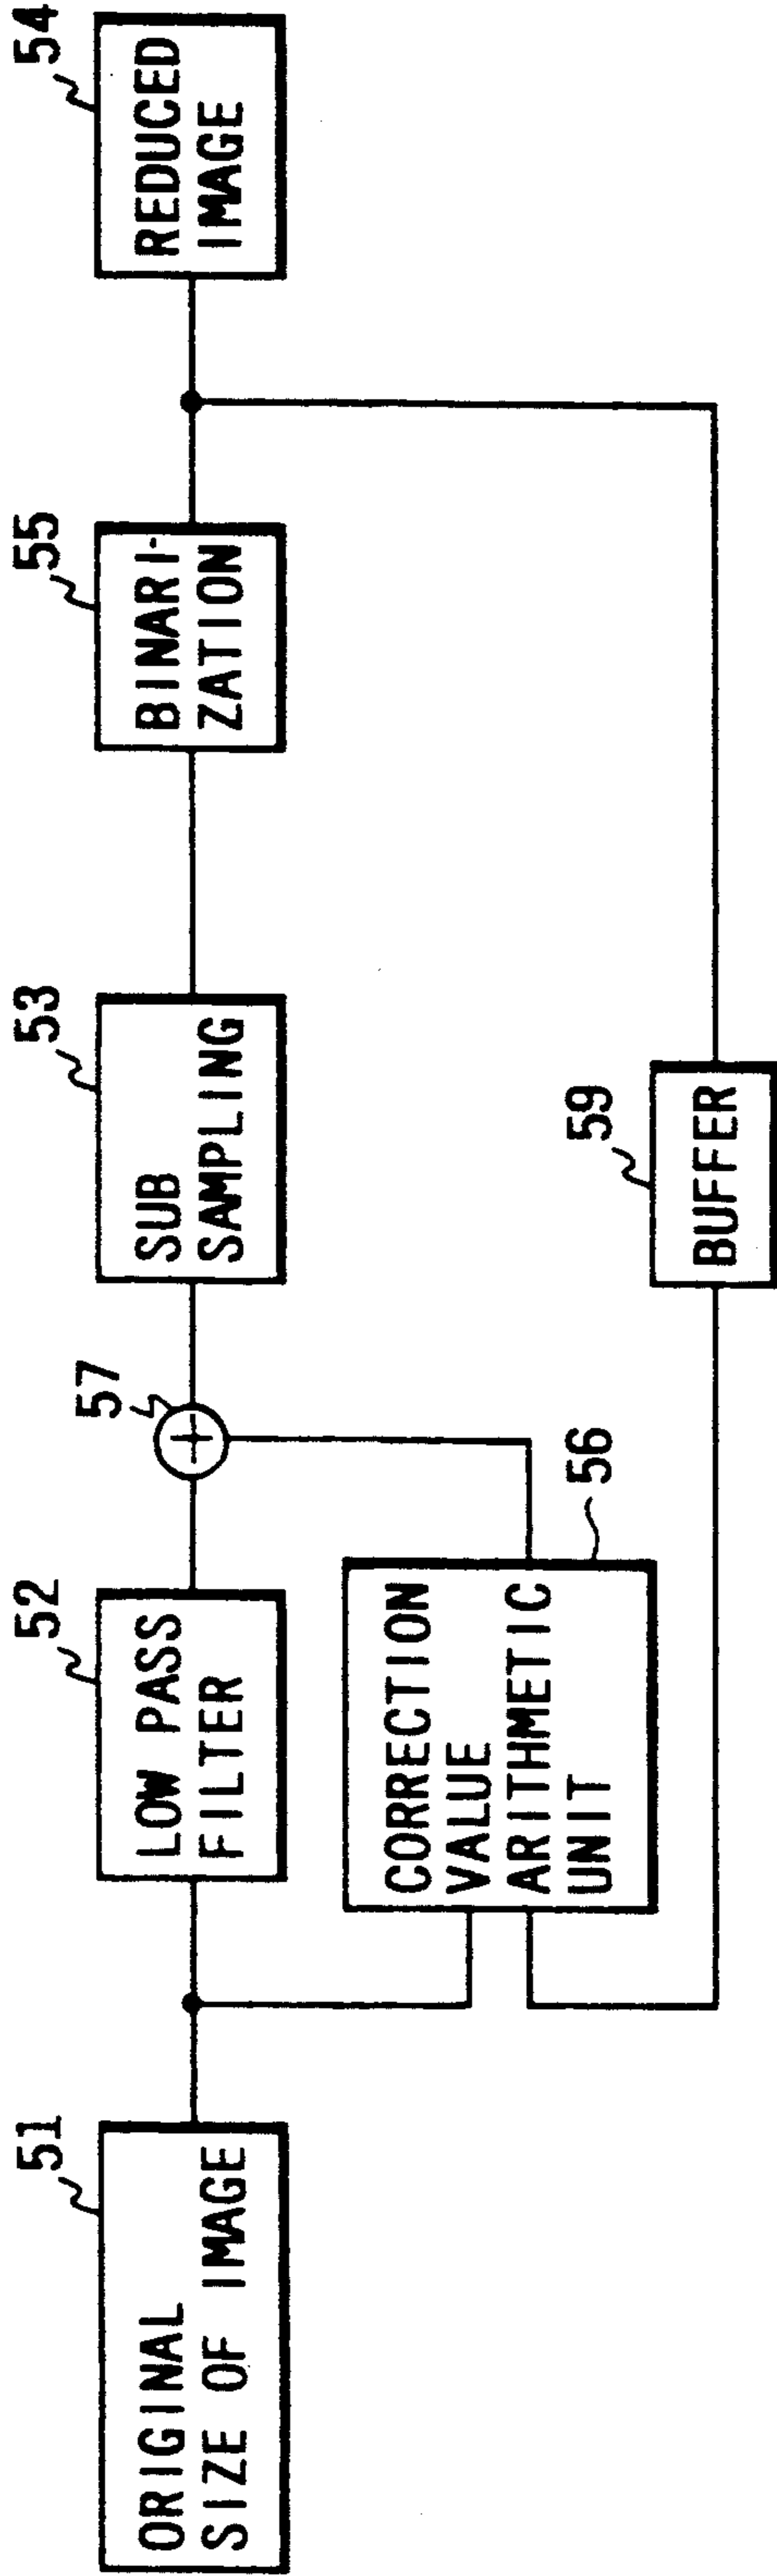 51
ORIGINAL
SIZE OF IMAGE
52
LOW PASS
FILTER
57
+
53
SUB
SAMPLING
55
BINARI-
ZATION
54
REDUCED
IMAGE
CORRECTION
VALUE
ARITHMETIC
UNIT
56
59
BUFFER